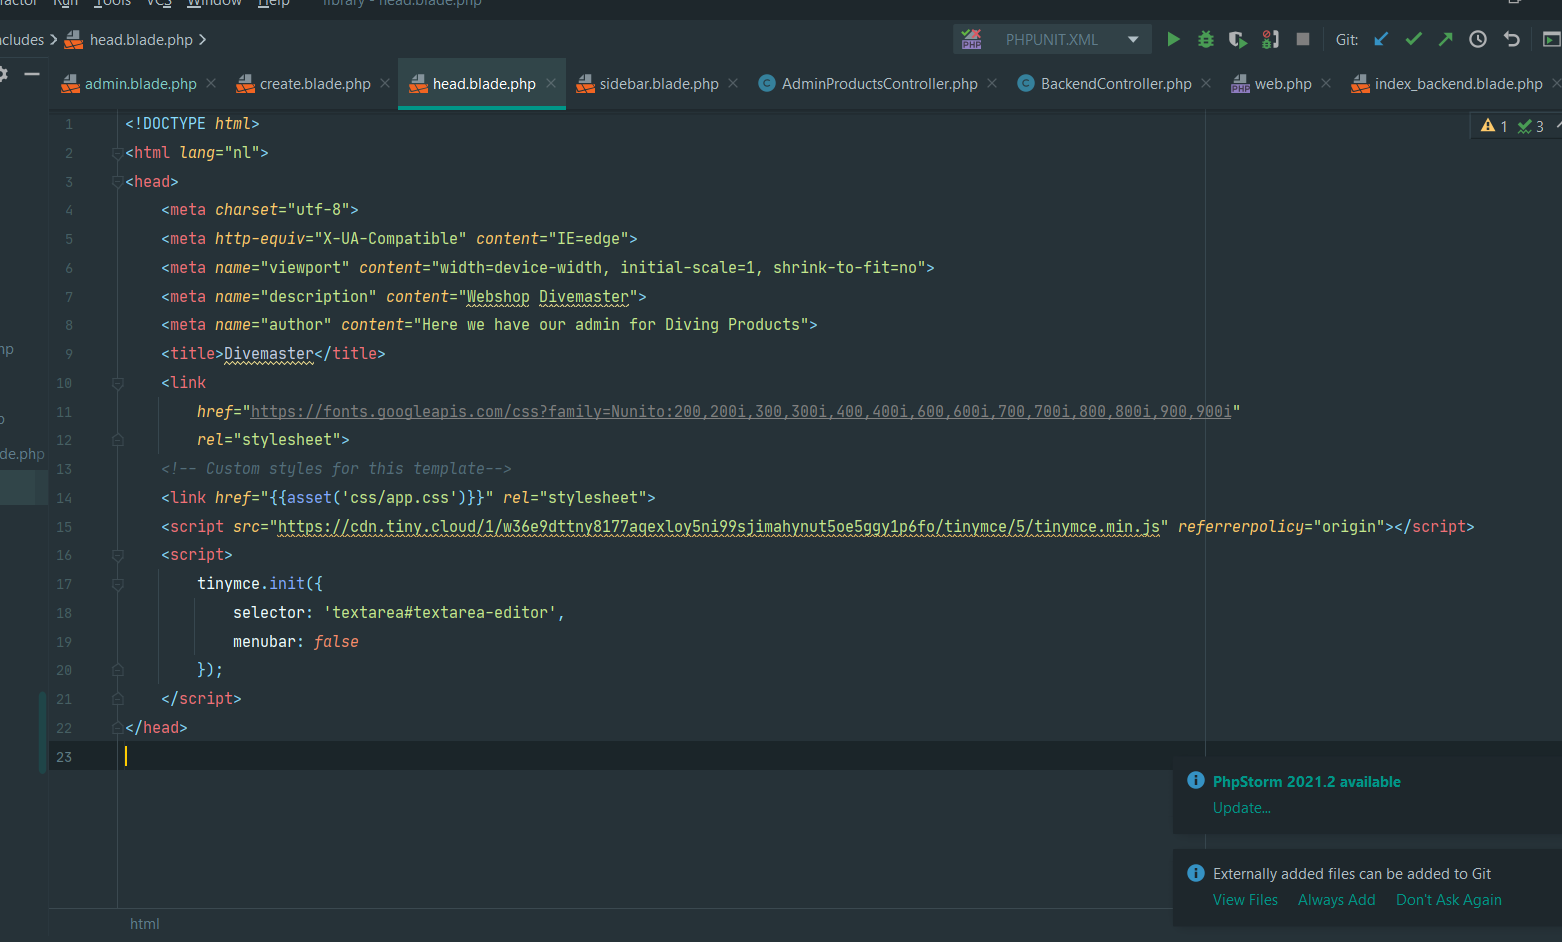 Run Tools VCS Window Help library - head.blade.php
head.blade.php
PHPUNIT.XML Git:
admin.blade.php create.blade.php head.blade.php sidebar.blade.php AdminProductsController.php BackendController.php web.php index_backend.blade.php
1 <!DOCTYPE html>
2 <html lang="nl">
3 <head>
4 <meta charset="utf-8">
5 <meta http-equiv="X-UA-Compatible" content="IE=edge">
6 <meta name="viewport" content="width=device-width, initial-scale=1, shrink-to-fit=no">
7 <meta name="description" content="Webshop Divemaster">
8 <meta name="author" content="Here we have our admin for Diving Products">
9 <title>Divemaster</title>
10 <link
11 href="https://fonts.googleapis.com/css?family=Nunito:200,200i,300,300i,400,400i,600,600i,700,700i,800,800i,900,900i"
12 rel="stylesheet">
13 <!-- Custom styles for this template-->
14 <link href="{{asset('css/app.css')}}" rel="stylesheet">
15 <script src="https://cdn.tiny.cloud/1/w36e9dttny8177aqexloy5ni99sjimahynut5oe5ggy1p6fo/tinymce/5/tinymce.min.js" referrerpolicy="origin"></script>
16 <script>
17 tinymce.init({
18 selector: 'textarea#textarea-editor',
19 menubar: false
20 });
21 </script>
22 </head>
23
1 3
PhpStorm 2021.2 available
Update...
Externally added files can be added to Git
View Files Always Add Don't Ask Again
html